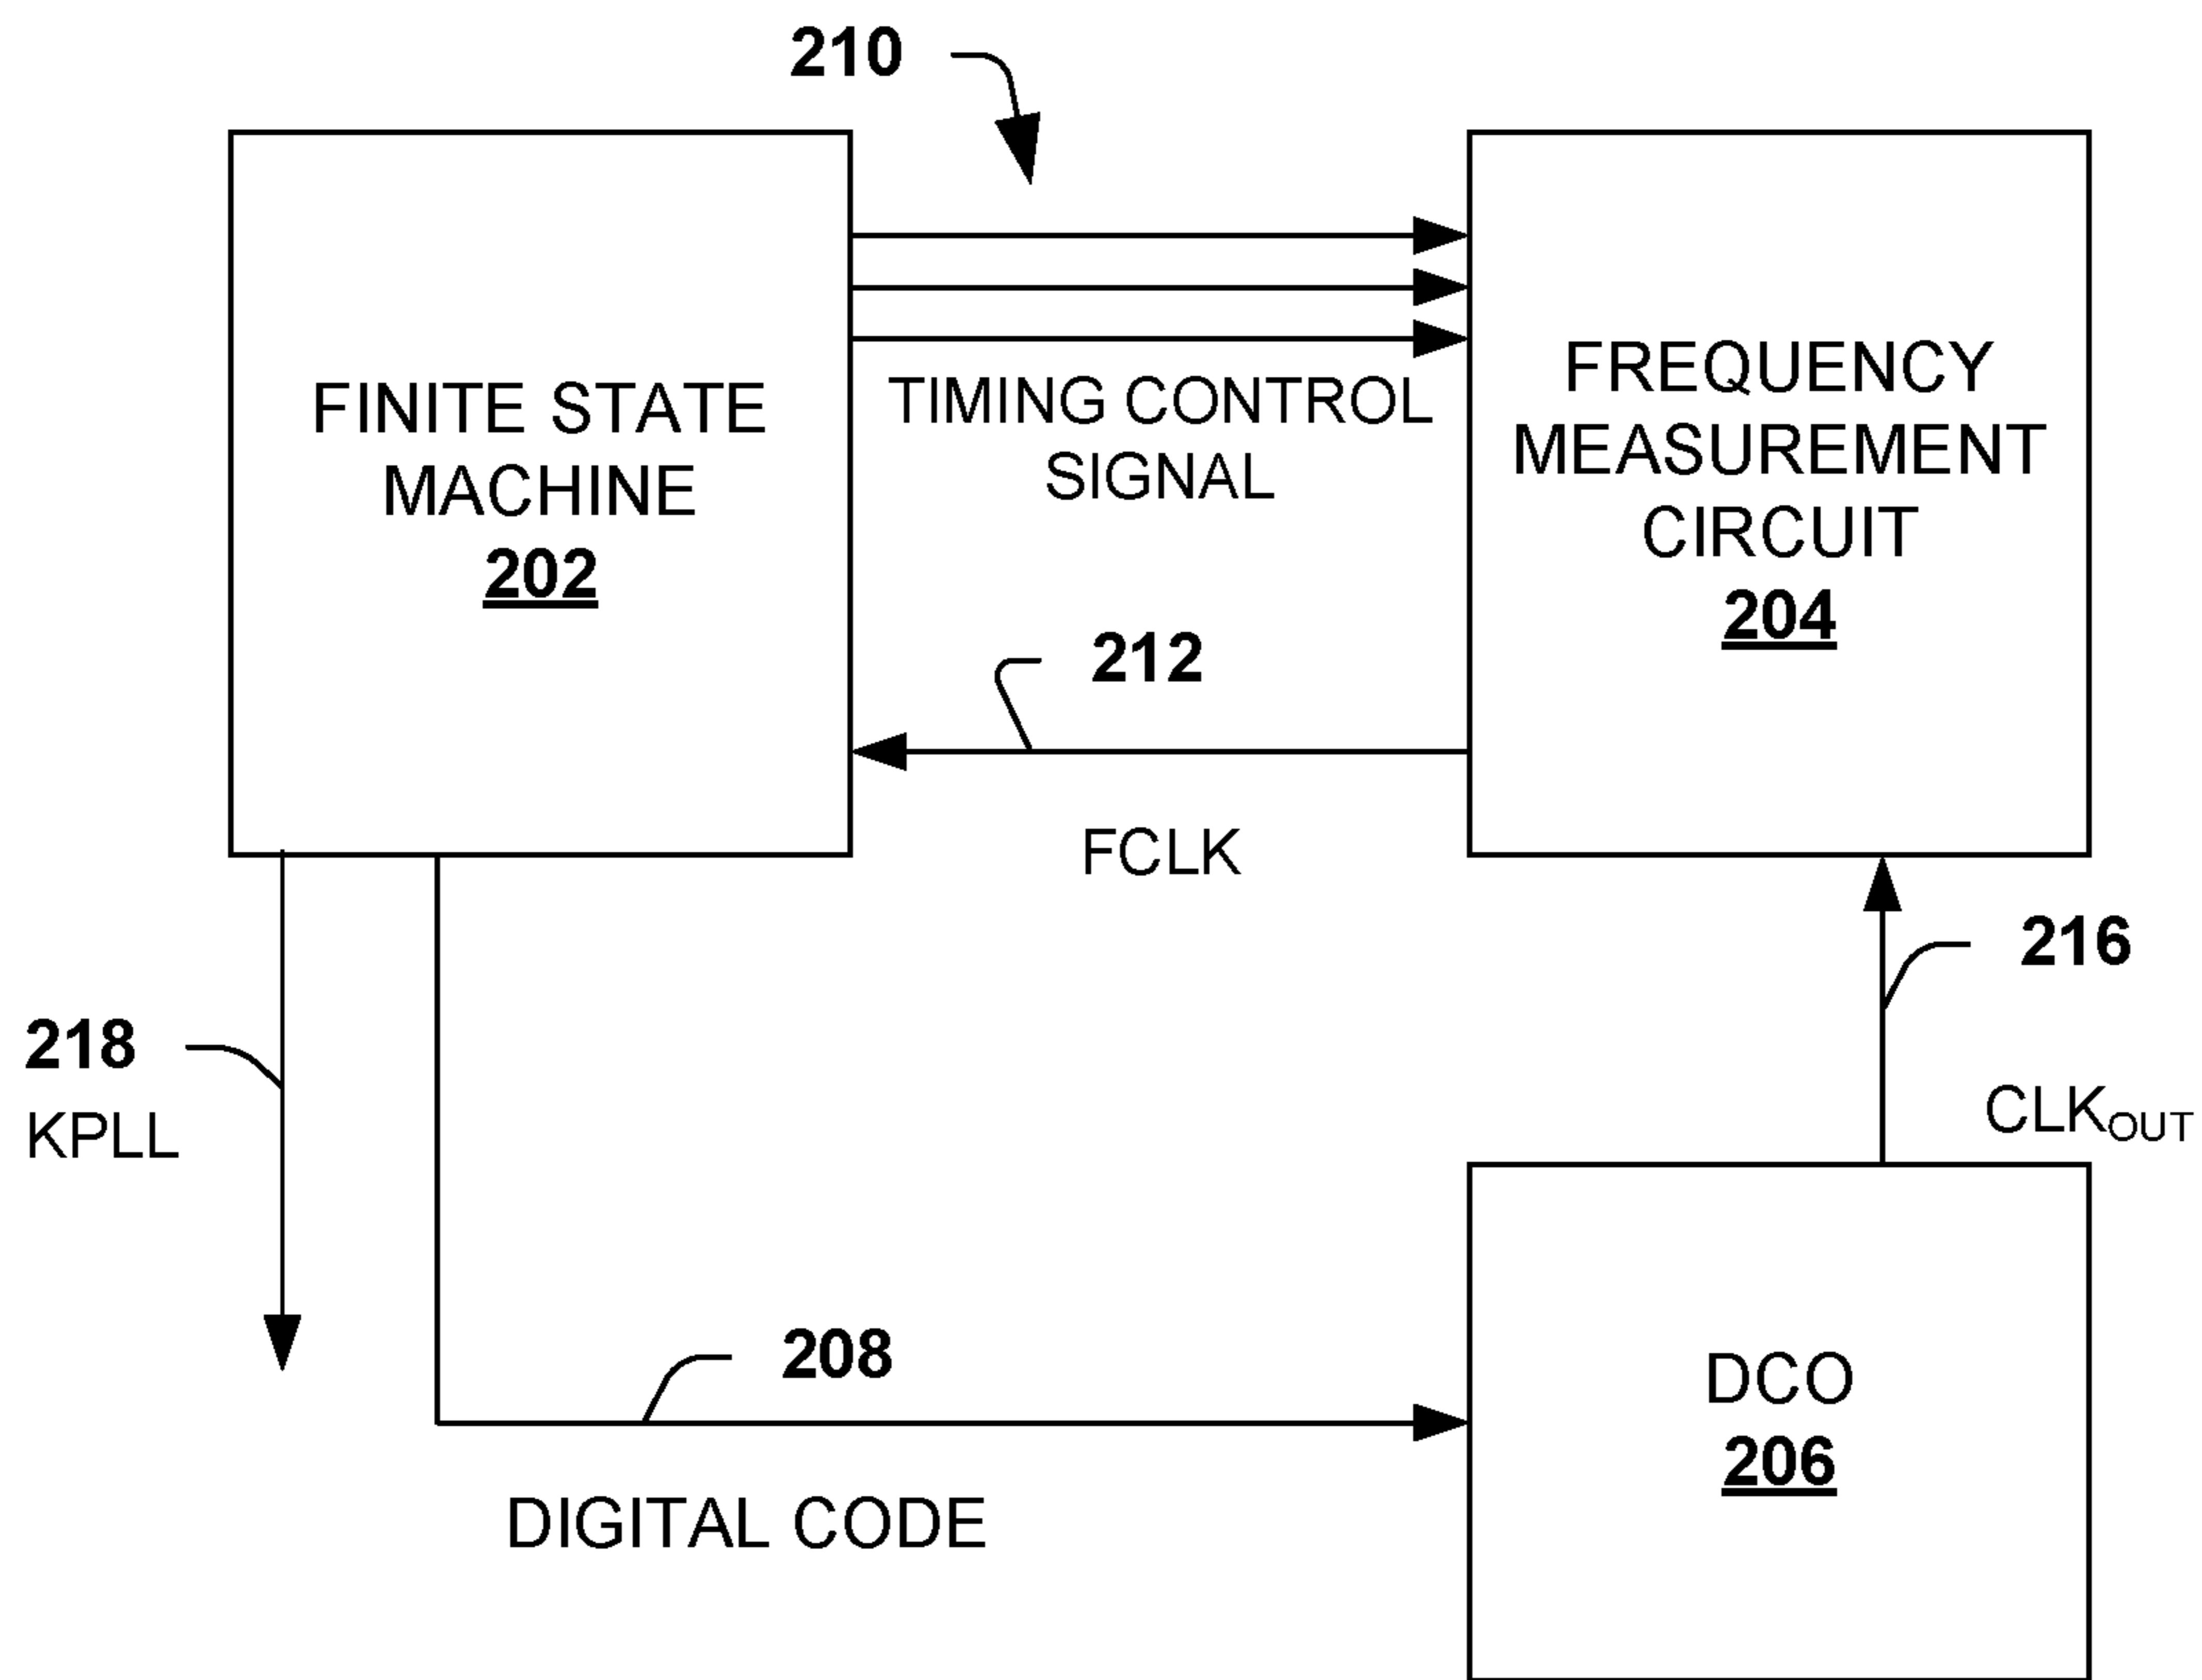 210
FINITE STATE
MACHINE
202
TIMING CONTROL
SIGNAL
FREQUENCY
MEASUREMENT
CIRCUIT
204
212
FCLK
216
CLKOUT
218
KPLL
208
DIGITAL CODE
DCO
206